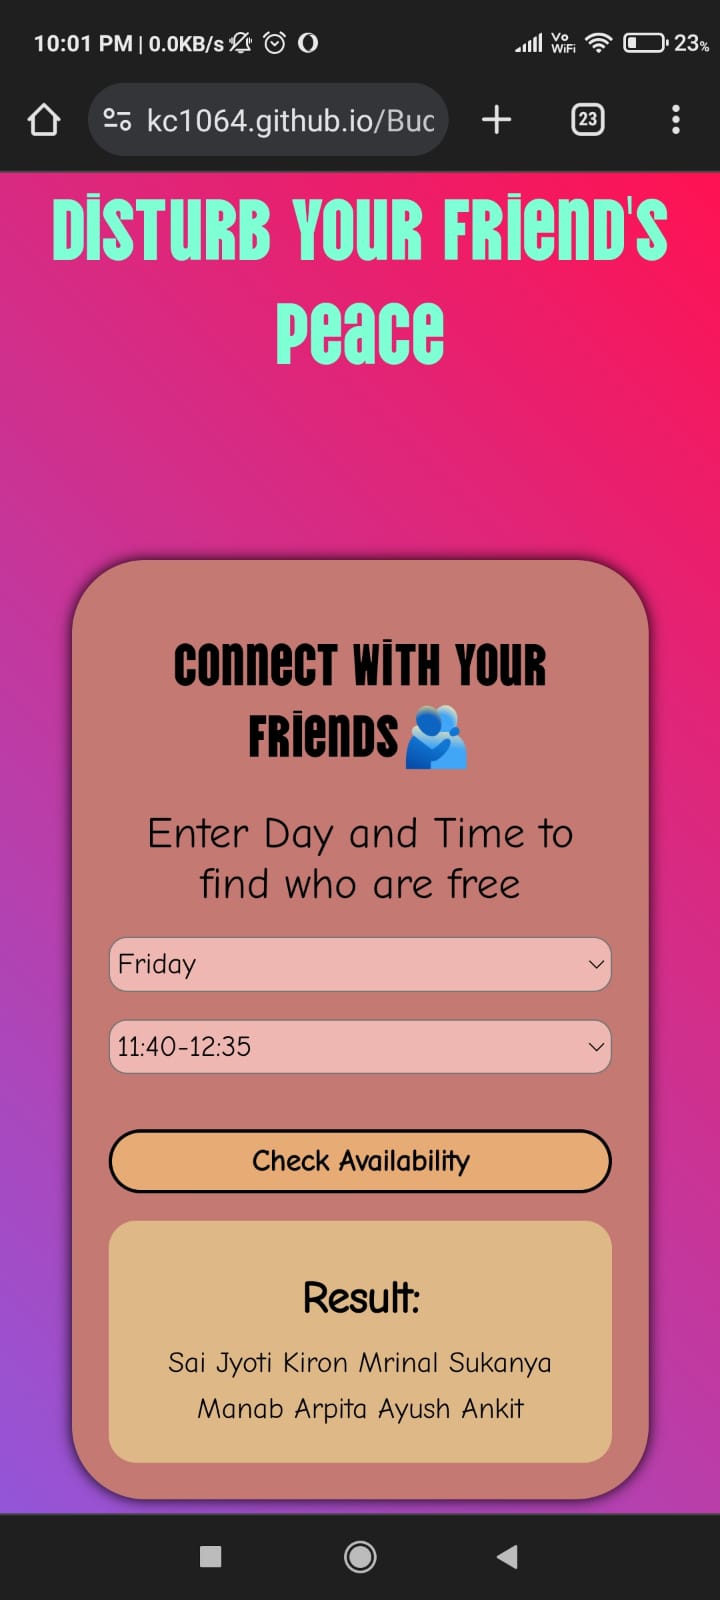 10:01 PM | 0.0KB/s
Vo WiFi
23%
kc1064.github.io/Buc
23
DISTURB YOUR FRIEND'S
PEACE
CONNECT WITH YOUR
FRIENDS
Enter Day and Time to
find who are free
Friday
11:40-12:35
Check Availability
Result:
Sai Jyoti Kiron Mrinal Sukanya
Manab Arpita Ayush Ankit